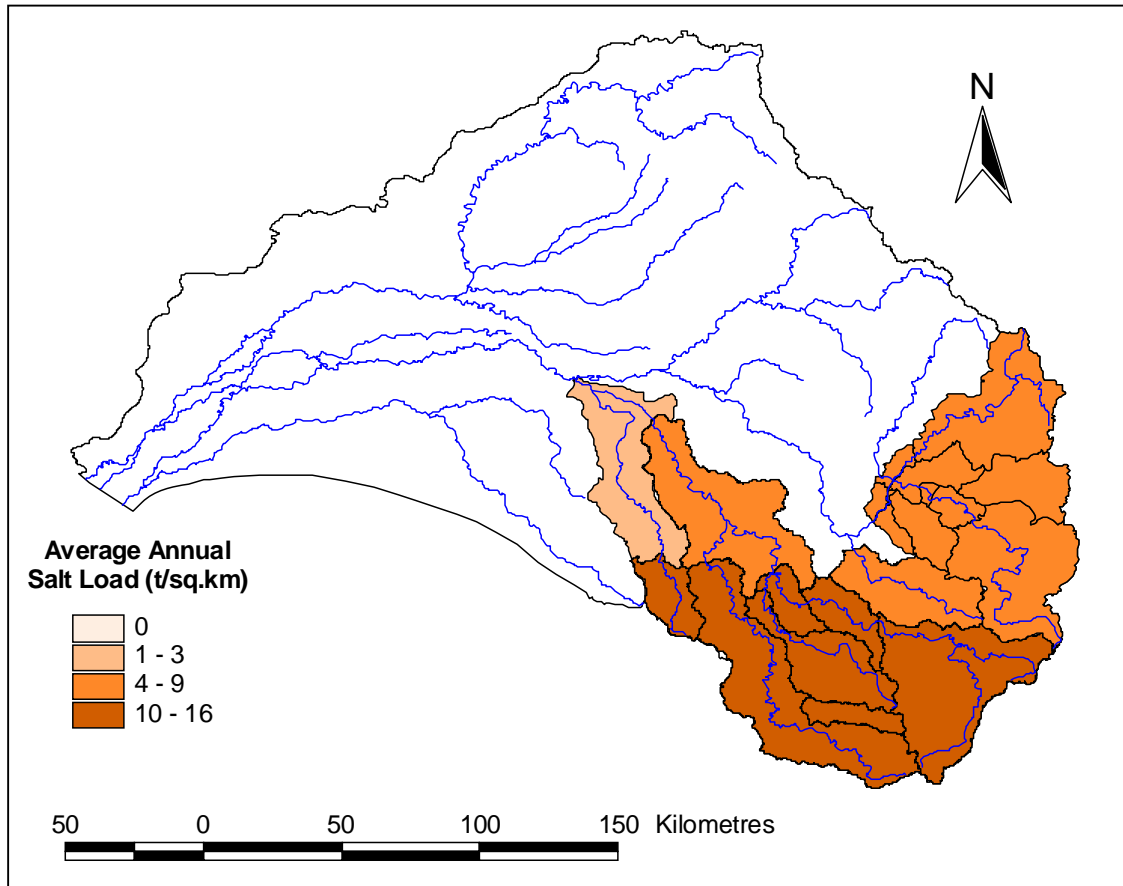 N
Average Annual
Salt Load (t/sq.km)
0
1 - 3
4 - 9
10 - 16
50 0 50 100 150 Kilometres